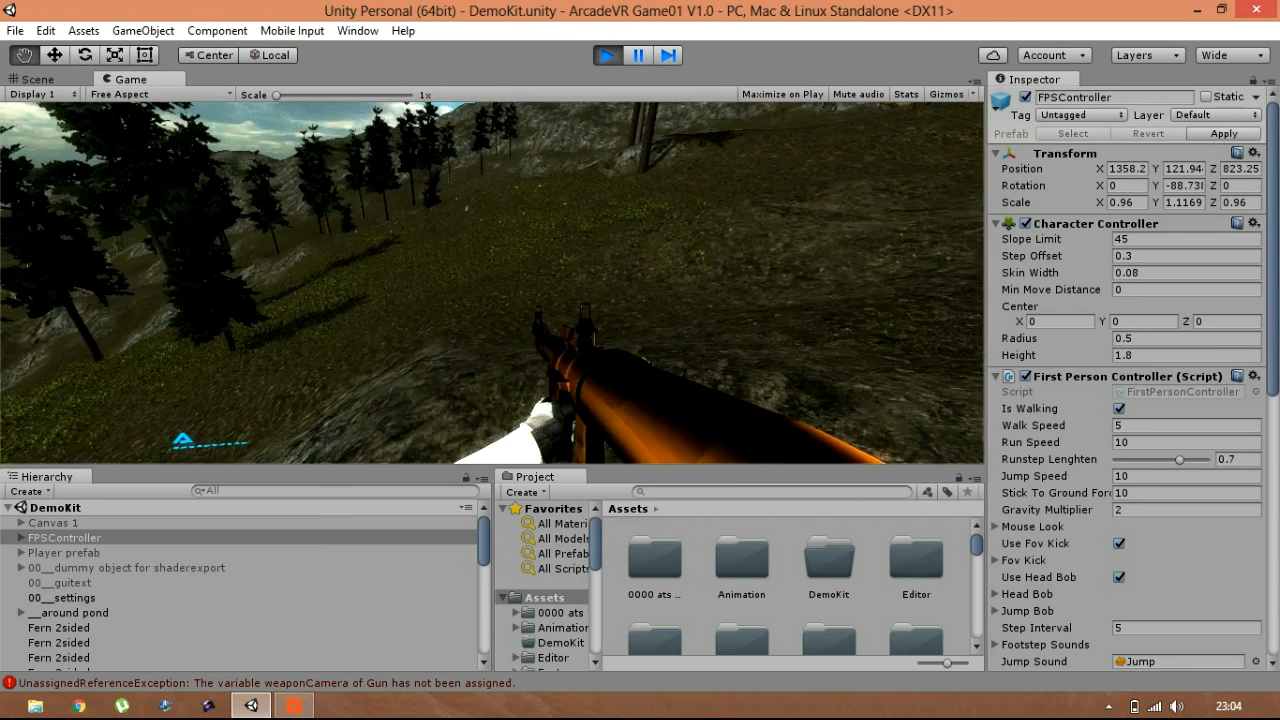 Unity Personal (64bit) - DemoKit.unity - ArcadeVR Game01 V1.0 - PC, Mac & Linux Standalone <DX11>
File Edit Assets GameObject Component Mobile Input Window Help
Center Local Account Layers Wide
Scene Game
Display 1 Free Aspect Scale 1x Maximize on Play Mute audio Stats Gizmos
Inspector
FPSController Static
Tag Untagged Layer Default
Prefab Select Revert Apply
Transform
Position X 1358.2 Y 121.94 Z 823.25
Rotation X 0 Y -88.738 Z 0
Scale X 0.96 Y 1.1169 Z 0.96
Character Controller
Slope Limit 45
Step Offset 0.3
Skin Width 0.08
Min Move Distance 0
Center
X 0 Y 0 Z 0
Radius 0.5
Height 1.8
First Person Controller (Script)
Script FirstPersonController
Is Walking
Walk Speed 5
Run Speed 10
Runstep Lenghten 0.7
Jump Speed 10
Stick To Ground Forc 10
Gravity Multiplier 2
Mouse Look
Use Fov Kick
Fov Kick
Use Head Bob
Head Bob
Jump Bob
Step Interval 5
Footstep Sounds
Jump Sound Jump
Hierarchy
Create All
DemoKit
Canvas 1
FPSController
Player prefab
00__dummy object for shaderexport
00__guitext
00__settings
__around pond
Fern 2sided
Fern 2sided
Fern 2sided
Project
Create
Favorites
All Materi
All Models
All Prefab
All Scripts
Assets
0000 ats
Animation
DemoKit
Editor
Assets
0000 ats ... Animation DemoKit Editor
UnassignedReferenceException: The variable weaponCamera of Gun has not been assigned.
23:04